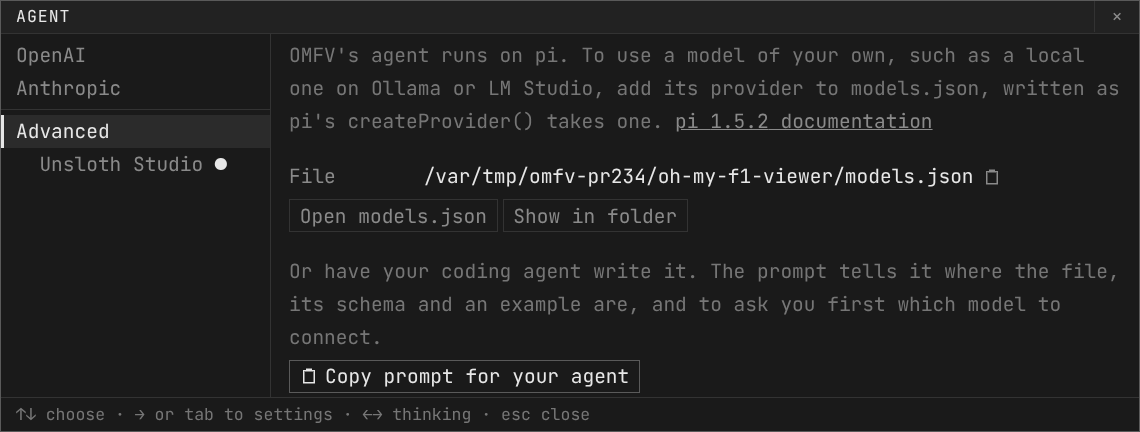 AGENT
×
OpenAI
Anthropic
Advanced
Unsloth Studio
OMFV's agent runs on pi. To use a model of your own, such as a local
one on Ollama or LM Studio, add its provider to models.json, written as
pi's createProvider() takes one. pi 1.5.2 documentation
File /var/tmp/omfv-pr234/oh-my-f1-viewer/models.json
Open models.json Show in folder
Or have your coding agent write it. The prompt tells it where the file,
its schema and an example are, and to ask you first which model to
connect.
Copy prompt for your agent
↑↓ choose · → or tab to settings · ↔ thinking · esc close